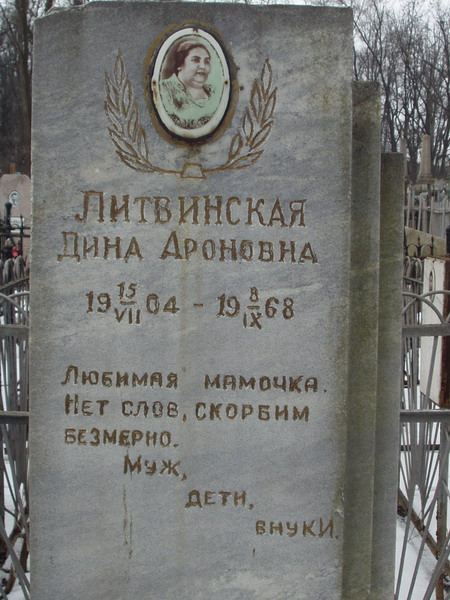 ЛИТВИНСКАЯ
ДИНА АРОНОВНА
19 15/VII 04 - 19 8/IX 68
ЛЮБИМАЯ МАМОЧКА.
НЕТ СЛОВ, СКОРБИМ
БЕЗМЕРНО.
МУЖ,
ДЕТИ,
ВНУКИ.